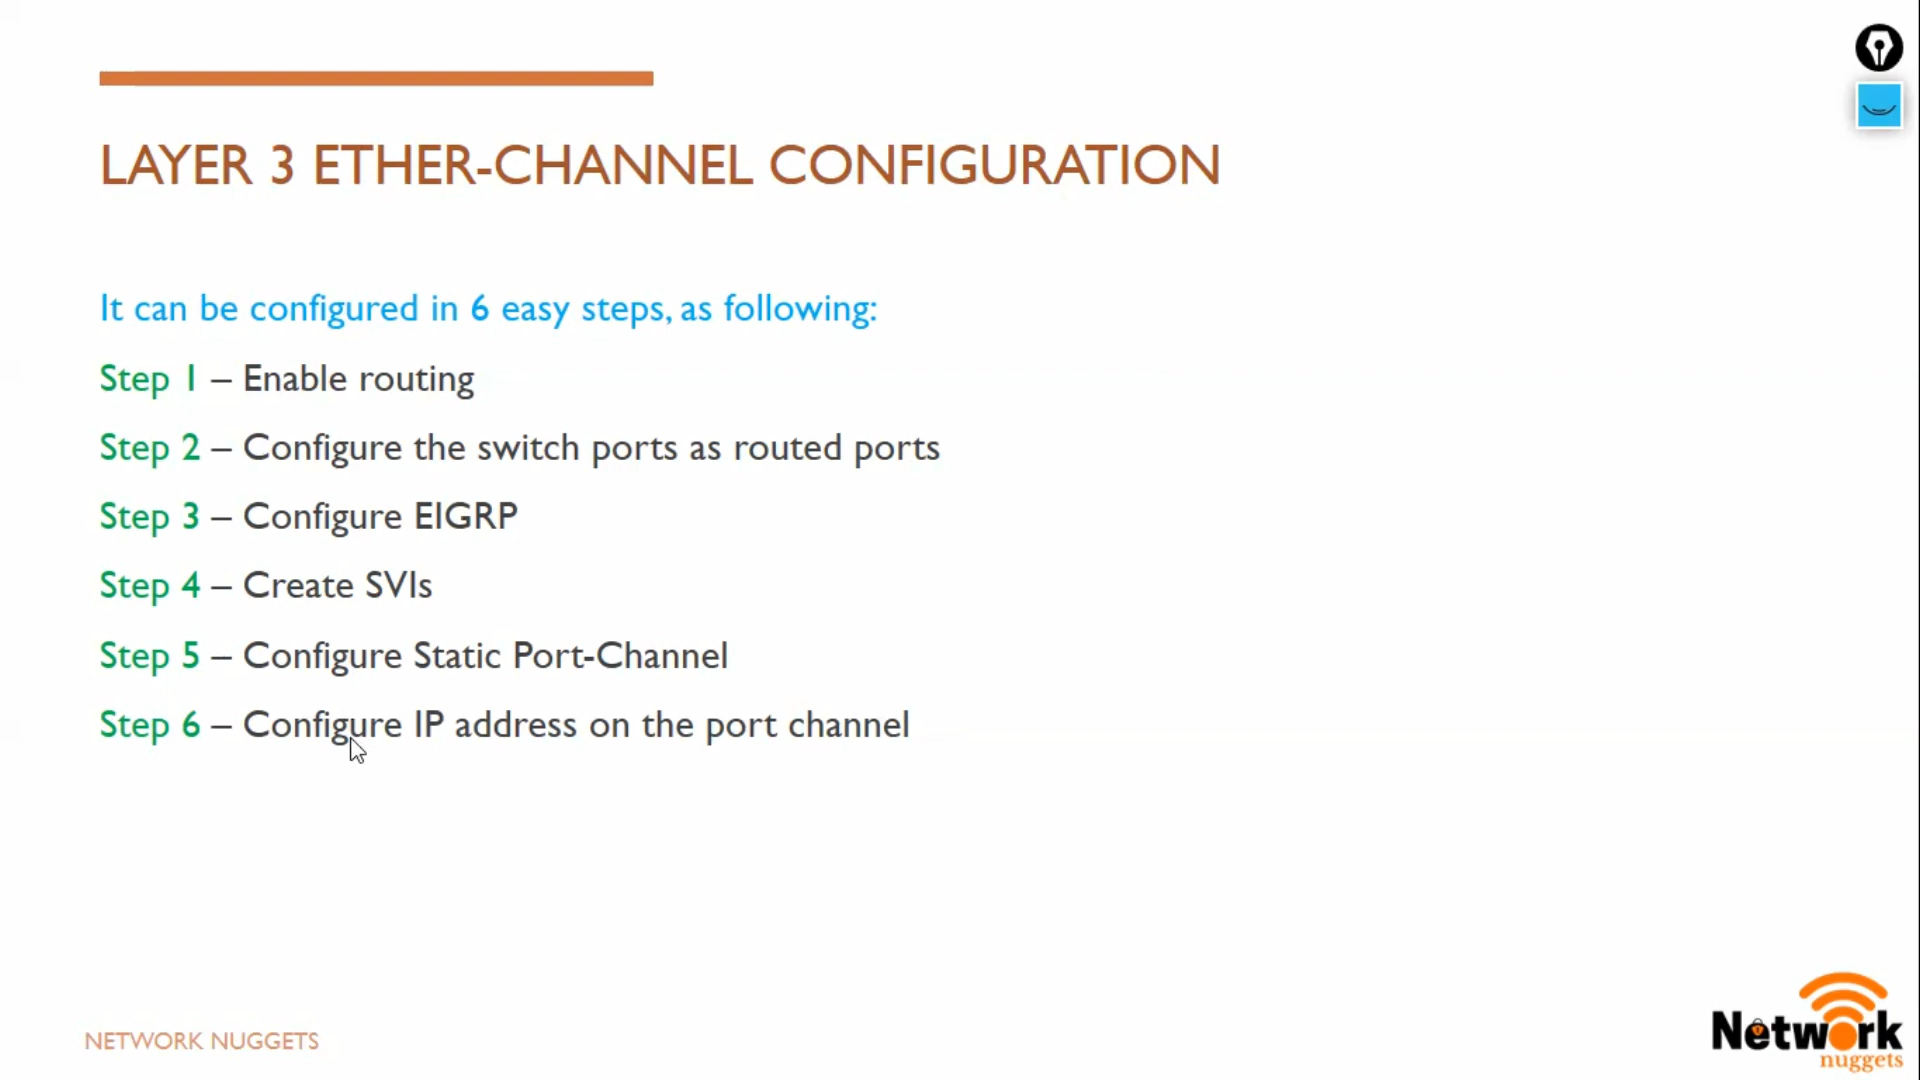 LAYER 3 ETHER-CHANNEL CONFIGURATION
It can be configured in 6 easy steps, as following:
Step 1 – Enable routing
Step 2 – Configure the switch ports as routed ports
Step 3 – Configure EIGRP
Step 4 – Create SVIs
Step 5 – Configure Static Port-Channel
Step 6 – Configure IP address on the port channel
NETWORK NUGGETS
Network
nuggets